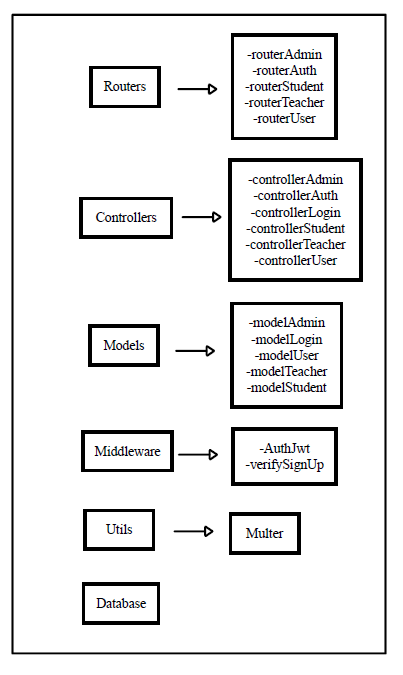 Routers
-routerAdmin
-routerAuth
-routerStudent
-routerTeacher
-routerUser
Controllers
-controllerAdmin
-controllerAuth
-controllerLogin
-controllerStudent
-controllerTeacher
-controllerUser
Models
-modelAdmin
-modelLogin
-modelUser
-modelTeacher
-modelStudent
Middleware
-AuthJwt
-verifySignUp
Utils
Multer
Database